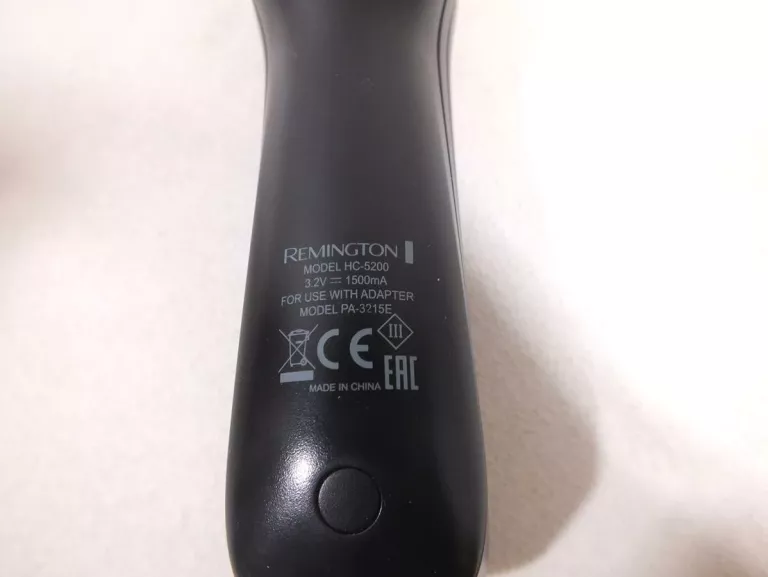 REMINGTON
MODEL HC-5200
3.2V ⎓ 1500mA
FOR USE WITH ADAPTER
MODEL PA-3215E
III
CE
EAC
MADE IN CHINA